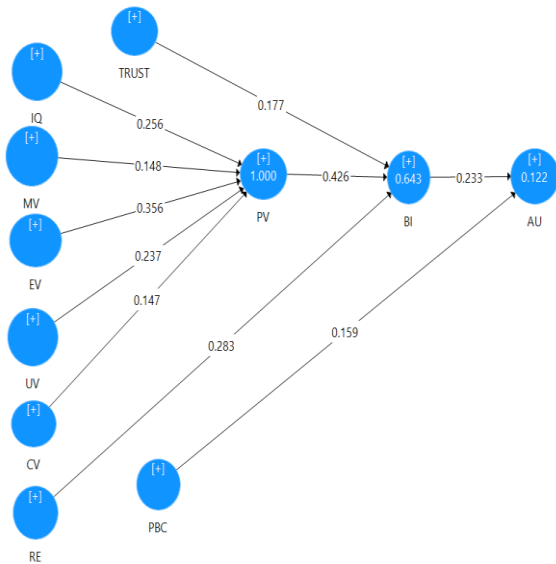 [+]
TRUST
[+]
IQ
0.177
0.256
[+]
MV
0.148
[+]
1.000
PV
0.426
[+]
0.643
BI
0.233
[+]
0.122
AU
[+]
EV
0.356
0.237
0.147
[+]
UV
0.283
0.159
[+]
CV
[+]
PBC
[+]
RE